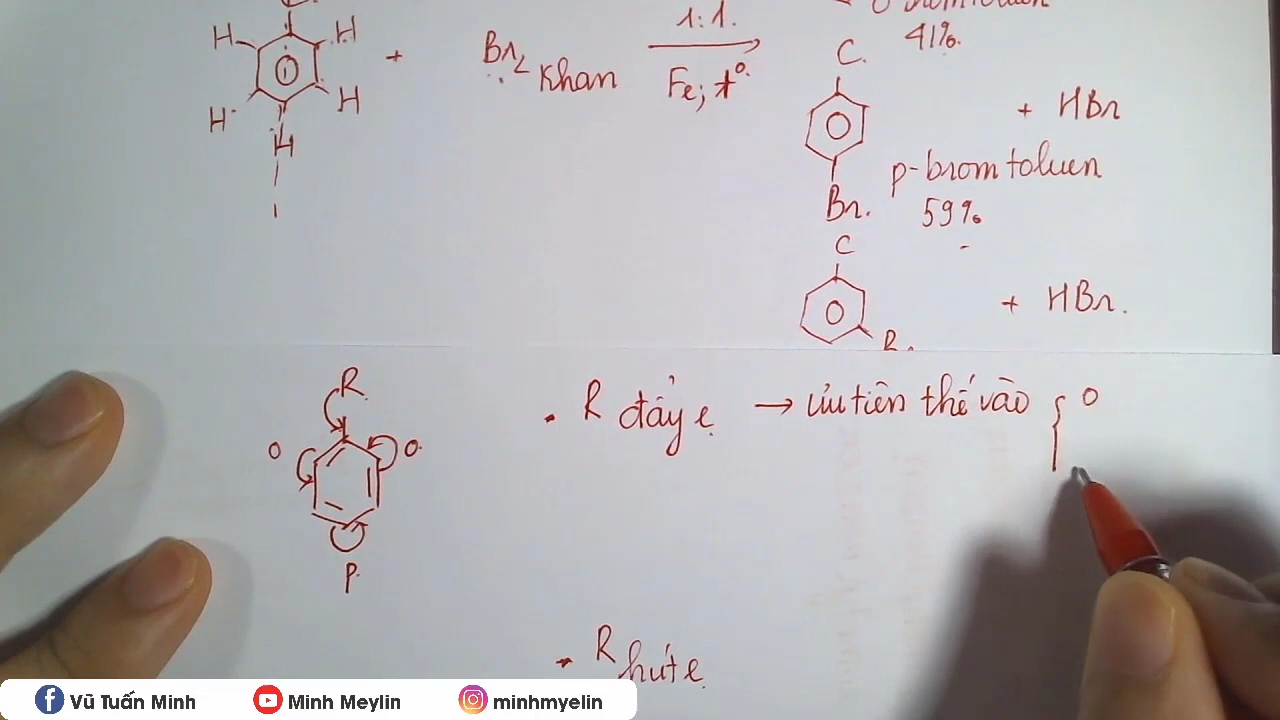 1:1.
41%.
H H
+ Br₂ khan
Fe; t°.
C.
H H
H
+ HBr
p-bromtoluen
Br.
59%
C
+ HBr.
R
• R đẩy e → ưu tiên thế vào { O
O O.
P.
• R hút e
Vũ Tuấn Minh
Minh Meylin
minhmyelin